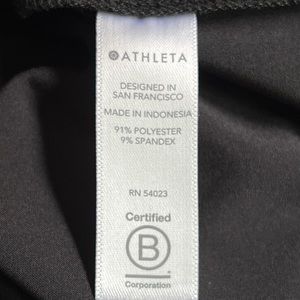 ATHLETA
DESIGNED IN
SAN FRANCISCO
MADE IN INDONESIA
91% POLYESTER
9% SPANDEX
RN 54023
Certified
B
Corporation